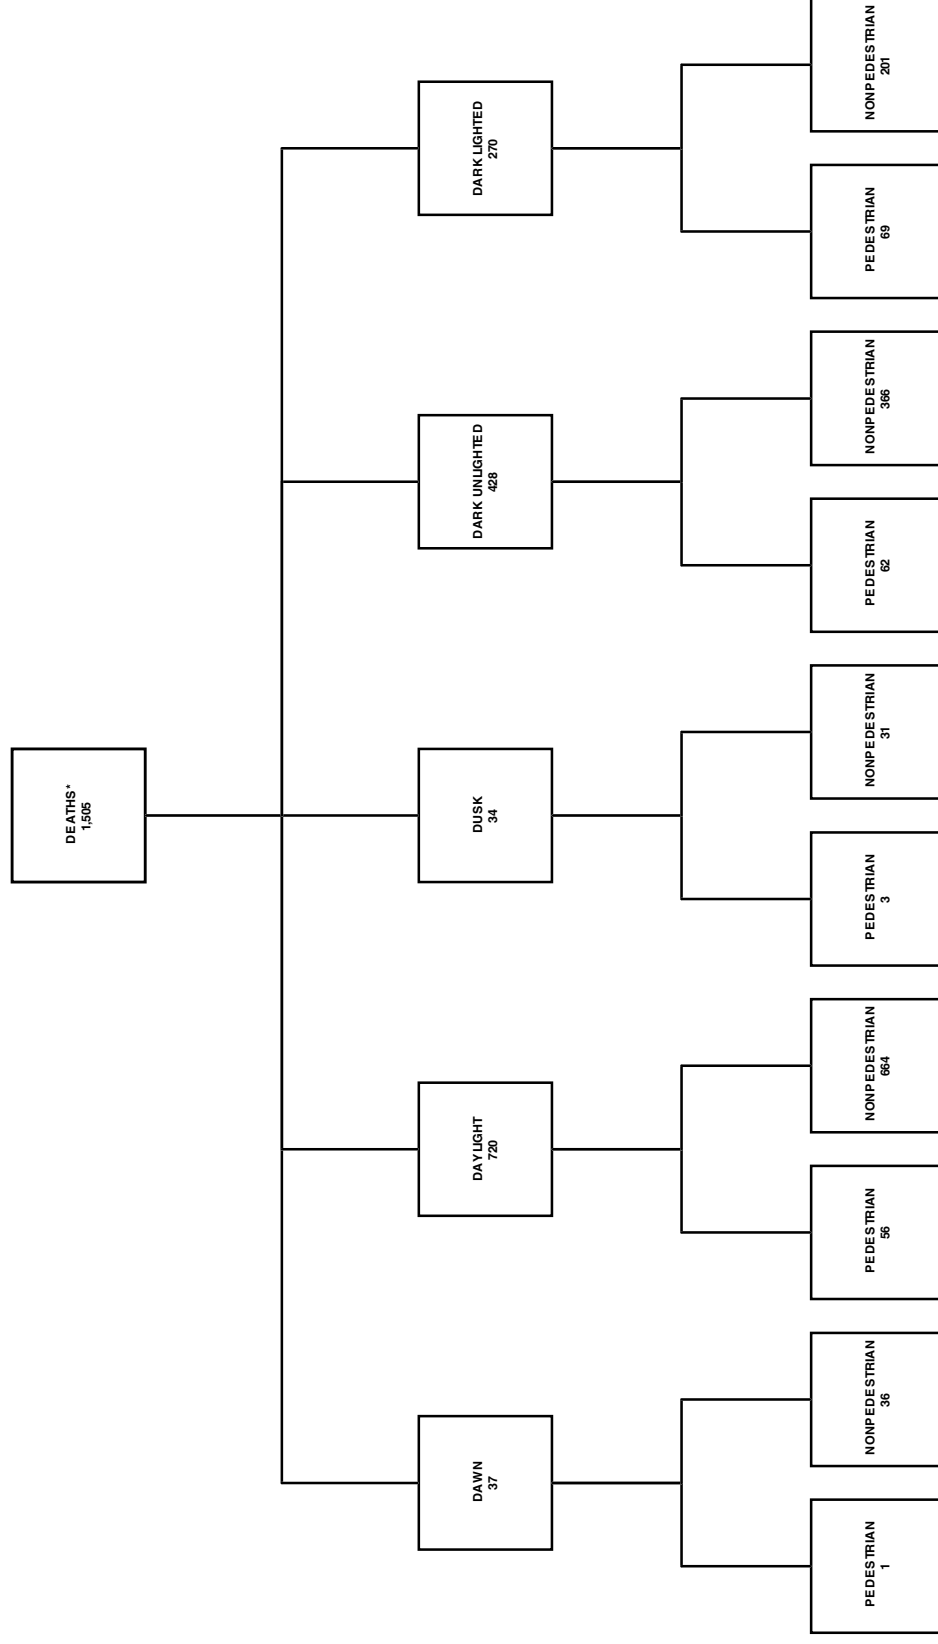 DEATHS*
1,505
DAWN
37
DAYLIGHT
720
DUSK
34
DARK UNLIGHTED
428
DARK LIGHTED
270
PEDESTRIAN
1
NONPEDESTRIAN
36
PEDESTRIAN
56
NONPEDESTRIAN
664
PEDESTRIAN
3
NONPEDESTRIAN
31
PEDESTRIAN
62
NONPEDESTRIAN
366
PEDESTRIAN
69
NONPEDESTRIAN
201